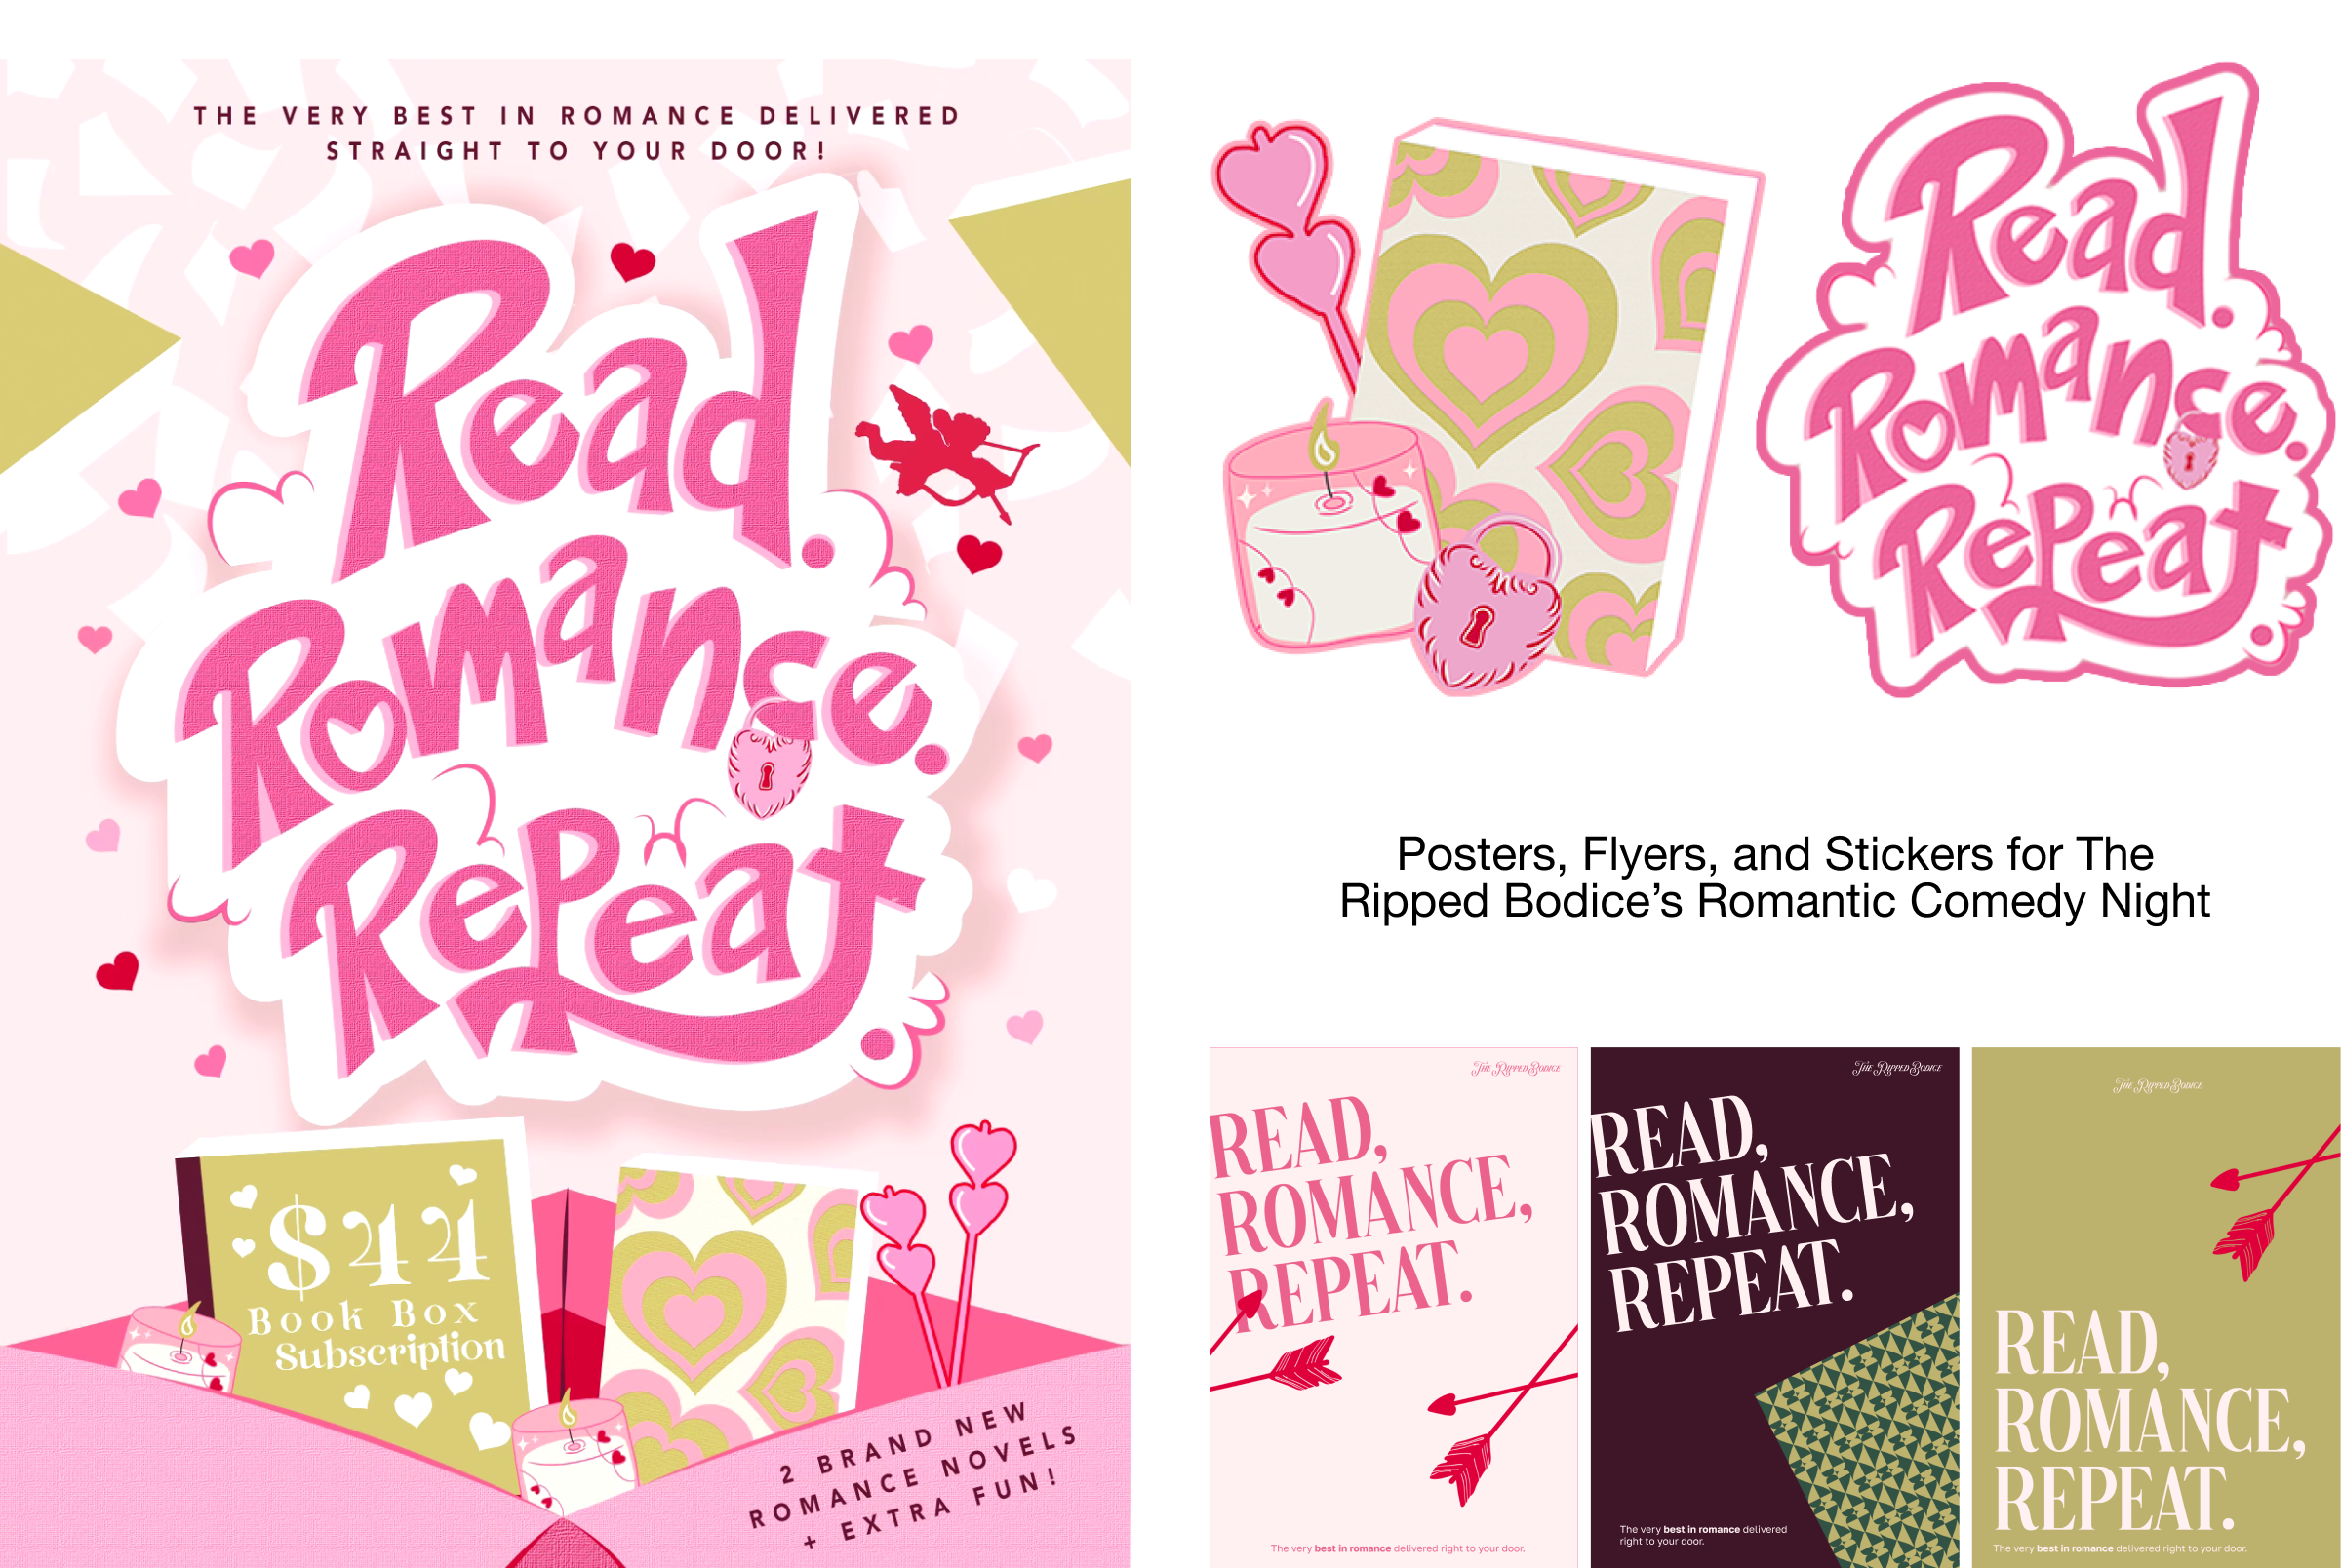 THE VERY BEST IN ROMANCE DELIVERED
STRAIGHT TO YOUR DOOR!
Read.
Romance.
Repeat.
$44
Book Box
Subscription
2 BRAND NEW
ROMANCE NOVELS
+ EXTRA FUN!
Read.
Romance.
Repeat.
Posters, Flyers, and Stickers for The
Ripped Bodice’s Romantic Comedy Night
THE RIPPED BODICE
READ,
ROMANCE,
REPEAT.
The very best in romance delivered right to your door.
THE RIPPED BODICE
READ,
ROMANCE,
REPEAT.
The very best in romance delivered
right to your door.
THE RIPPED BODICE
READ,
ROMANCE,
REPEAT.
The very best in romance delivered right to your door.